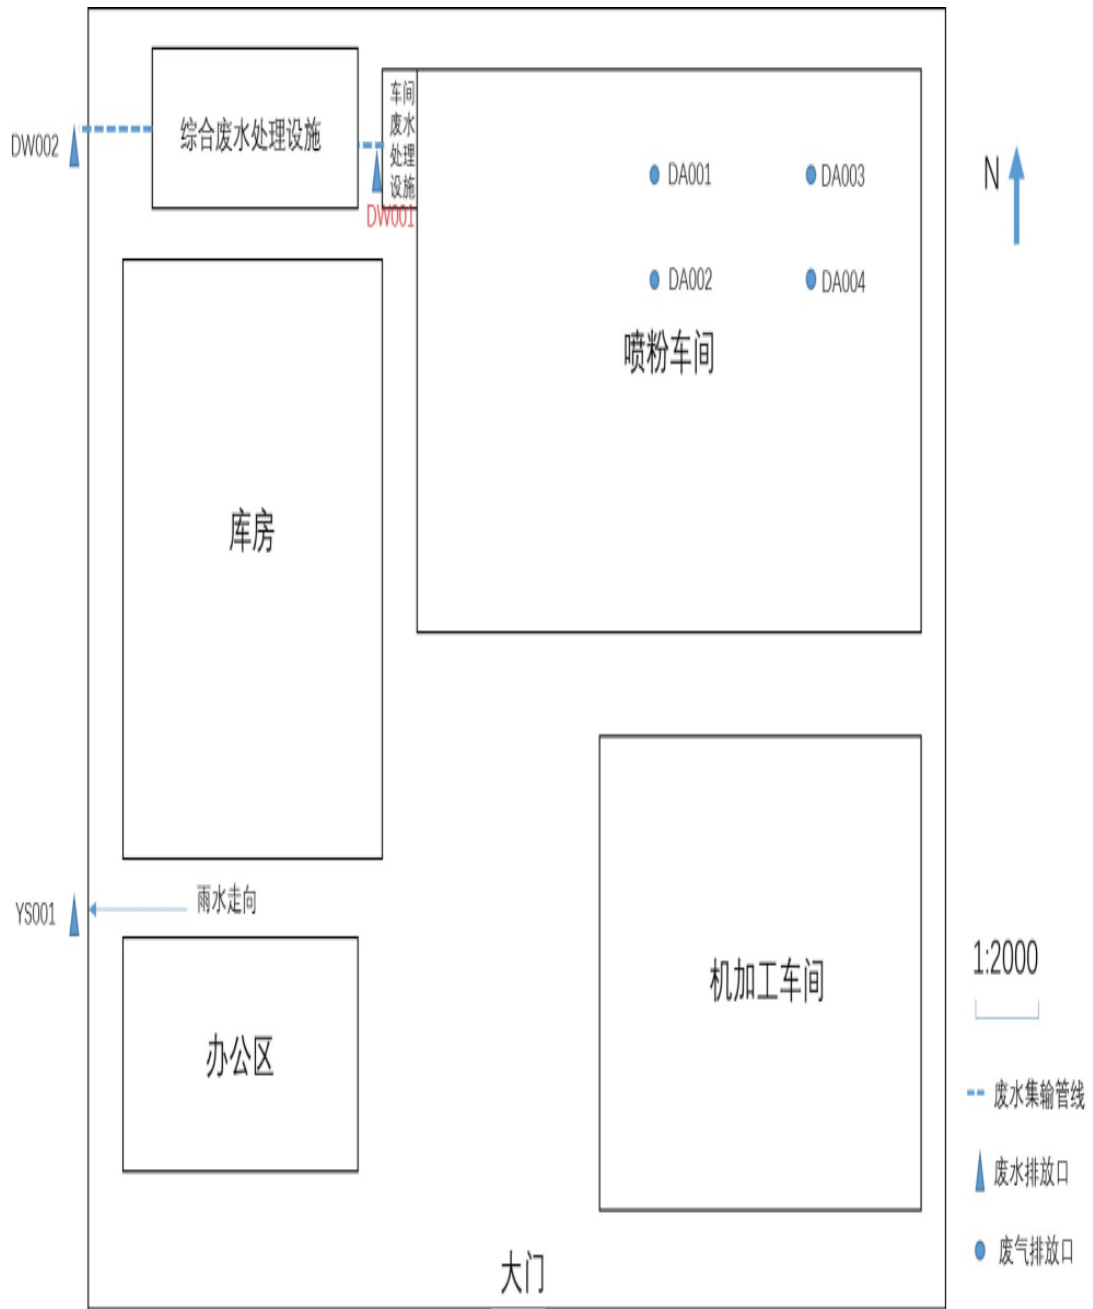 综合废水处理设施
车间
废水
处理
设施
DW002
DW001
DA001
DA003
DA002
DA004
N
喷粉车间
库房
雨水走向
YS001
办公区
机加工车间
1:2000
废水集输管线
废水排放口
废气排放口
大门